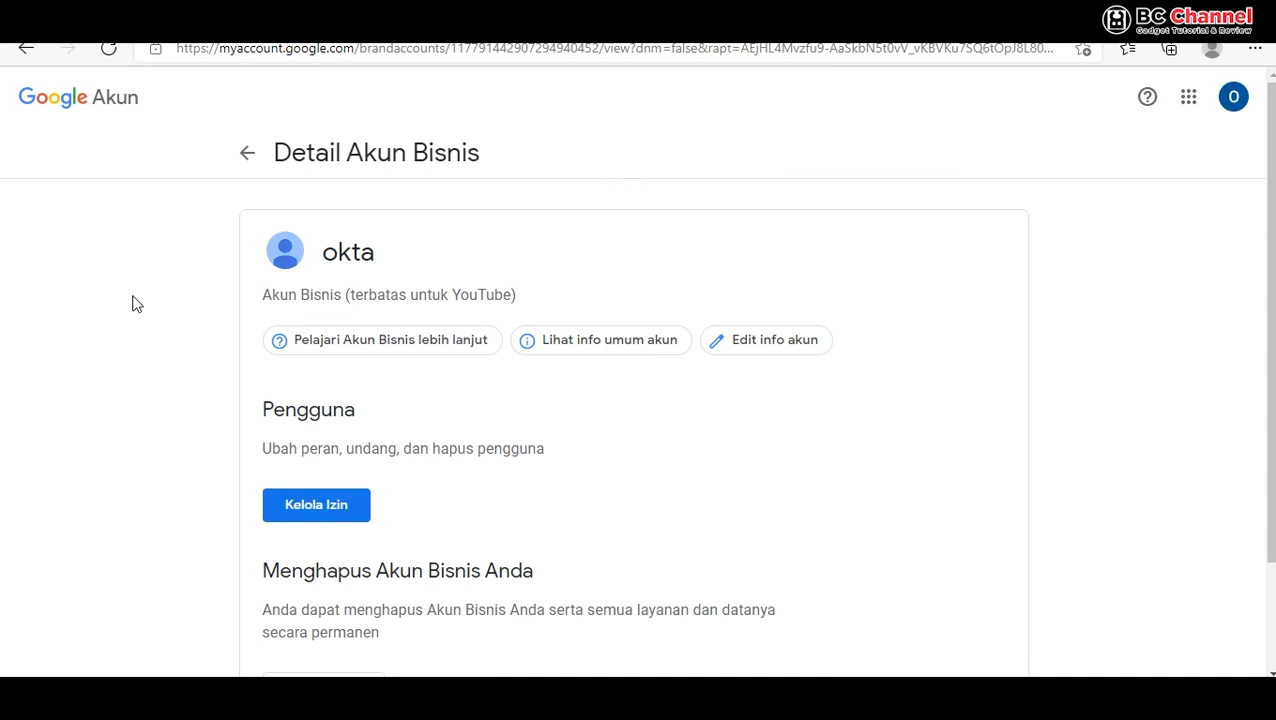 BC Channel
Gadget Tutorial & Review
https://myaccount.google.com/brandaccounts/117791442907294940452/view?dnm=false&rapt=AEjHL4Mvzfu9-AaSkbN5t0vV_vKBVKu7SQ6tOpJ8L80...
Google Akun
O
Detail Akun Bisnis
okta
Akun Bisnis (terbatas untuk YouTube)
Pelajari Akun Bisnis lebih lanjut
Lihat info umum akun
Edit info akun
Pengguna
Ubah peran, undang, dan hapus pengguna
Kelola Izin
Menghapus Akun Bisnis Anda
Anda dapat menghapus Akun Bisnis Anda serta semua layanan dan datanya
secara permanen